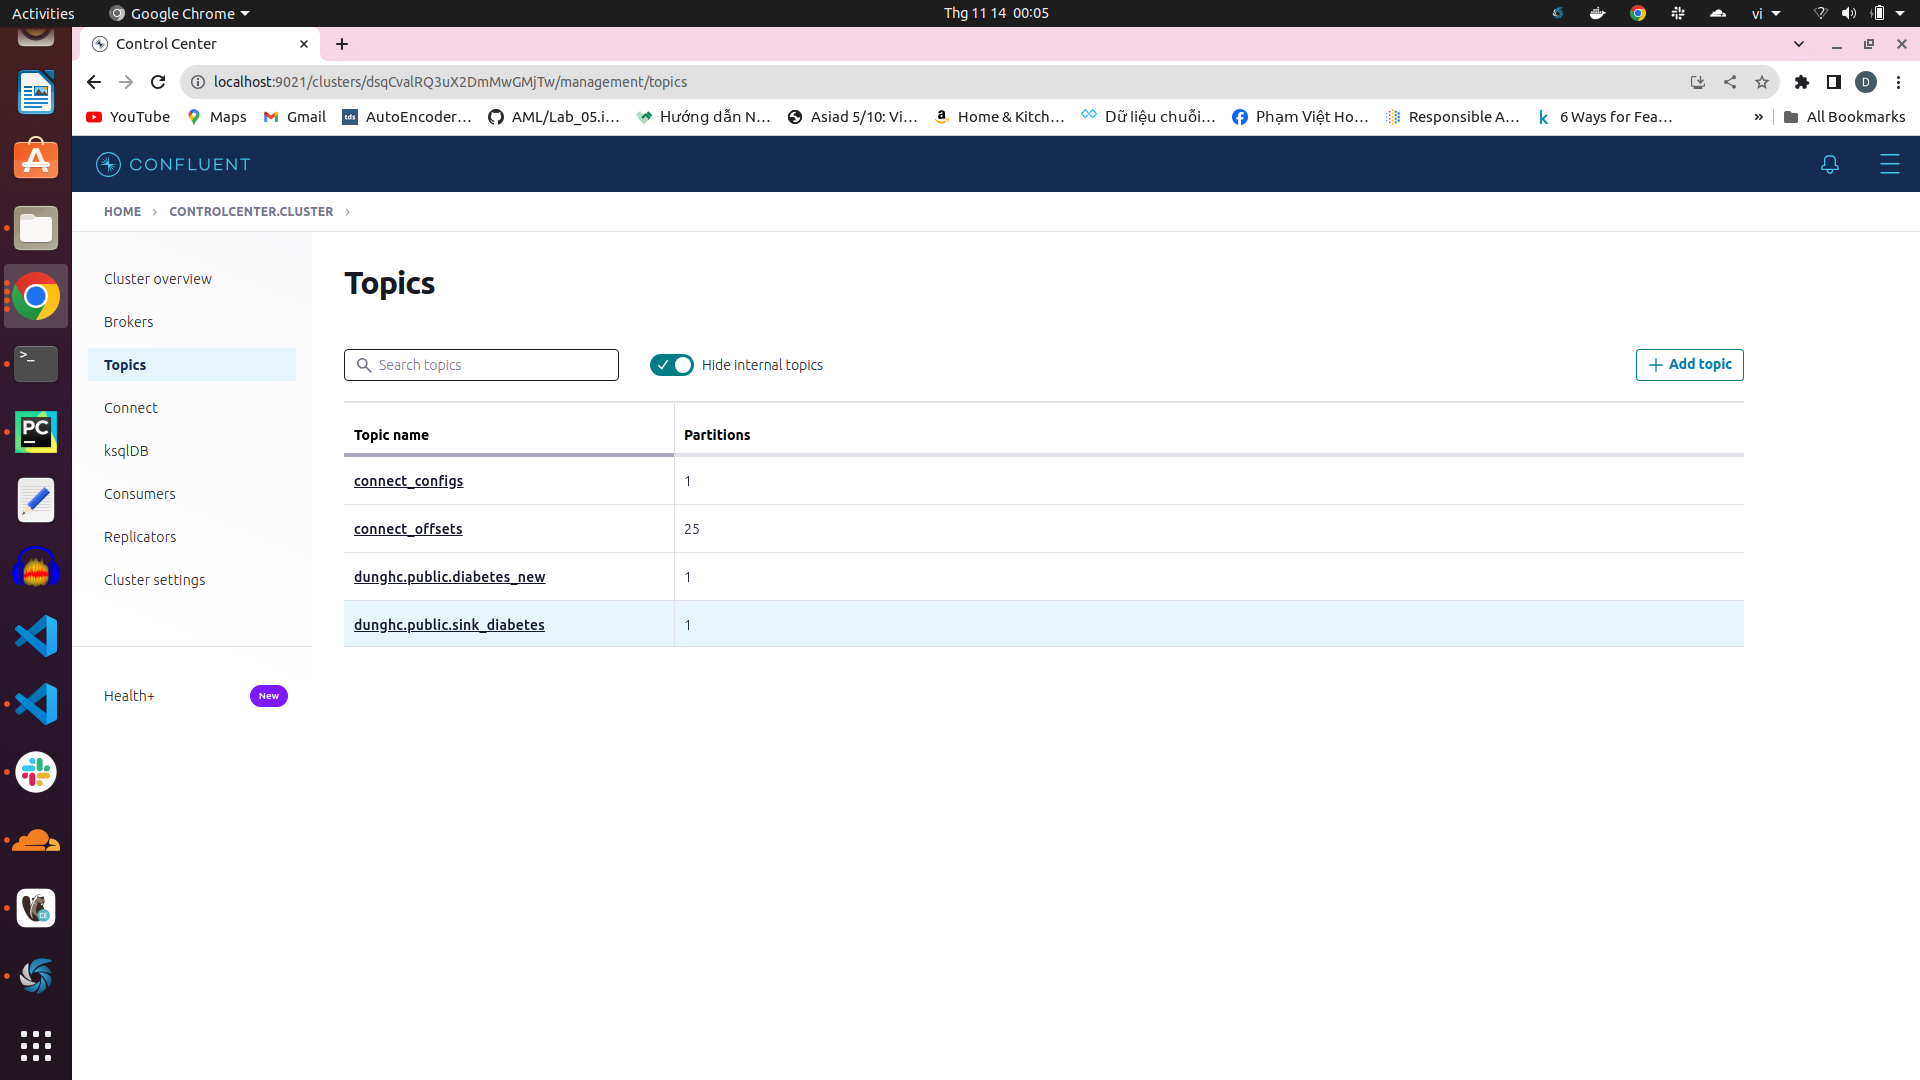 Activities
Google Chrome
Thg 11 14 00:05
vi
Control Center
localhost:9021/clusters/dsqCvalRQ3uX2DmMwGMjTw/management/topics
D
YouTube
Maps
Gmail
tds
AutoEncoder...
AML/Lab_05.i...
Hướng dẫn N...
Asiad 5/10: Vi...
Home & Kitch...
Dữ liệu chuỗi...
Phạm Việt Ho...
Responsible A...
k
6 Ways for Fea...
»
All Bookmarks
CONFLUENT
HOME
CONTROLCENTER.CLUSTER
Cluster overview
Brokers
Topics
Connect
ksqlDB
Consumers
Replicators
Cluster settings
Health+
New
Topics
Search topics
Hide internal topics
Add topic
Topic name
Partitions
connect_configs
1
connect_offsets
25
dunghc.public.diabetes_new
1
dunghc.public.sink_diabetes
1
>_
PC
CE